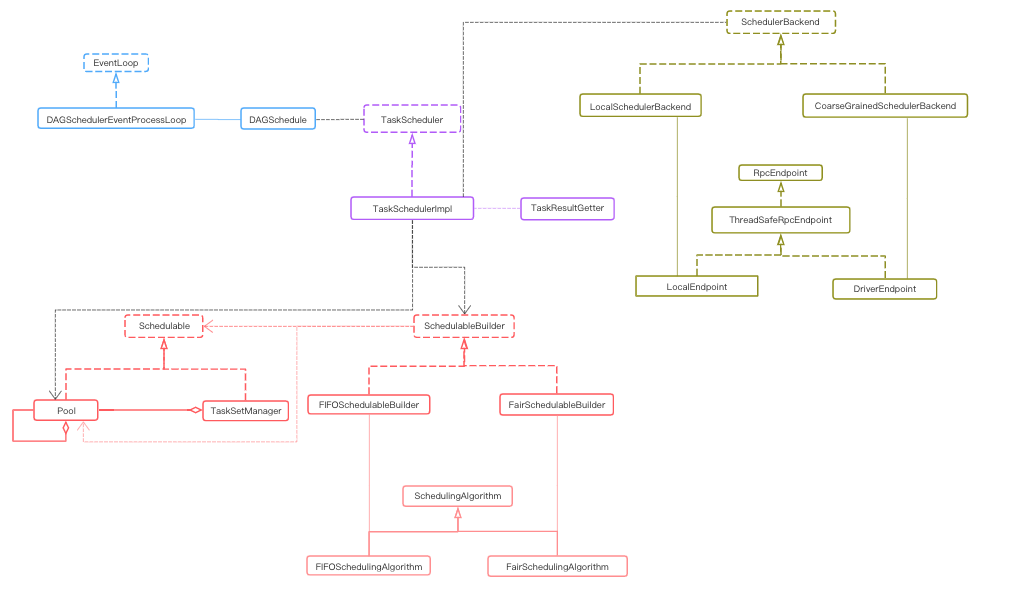 SchedulerBackend
EventLoop
LocalSchedulerBackend
CoarseGrainedSchedulerBackend
DAGSchedulerEventProcessLoop
DAGSchedule
TaskScheduler
RpcEndpoint
TaskSchedulerImpl
TaskResultGetter
ThreadSafeRpcEndpoint
LocalEndpoint
DriverEndpoint
Schedulable
SchedulableBuilder
Pool
TaskSetManager
FIFOSchedulableBuilder
FairSchedulableBuilder
SchedulingAlgorithm
FIFOSchedulingAlgorithm
FairSchedulingAlgorithm